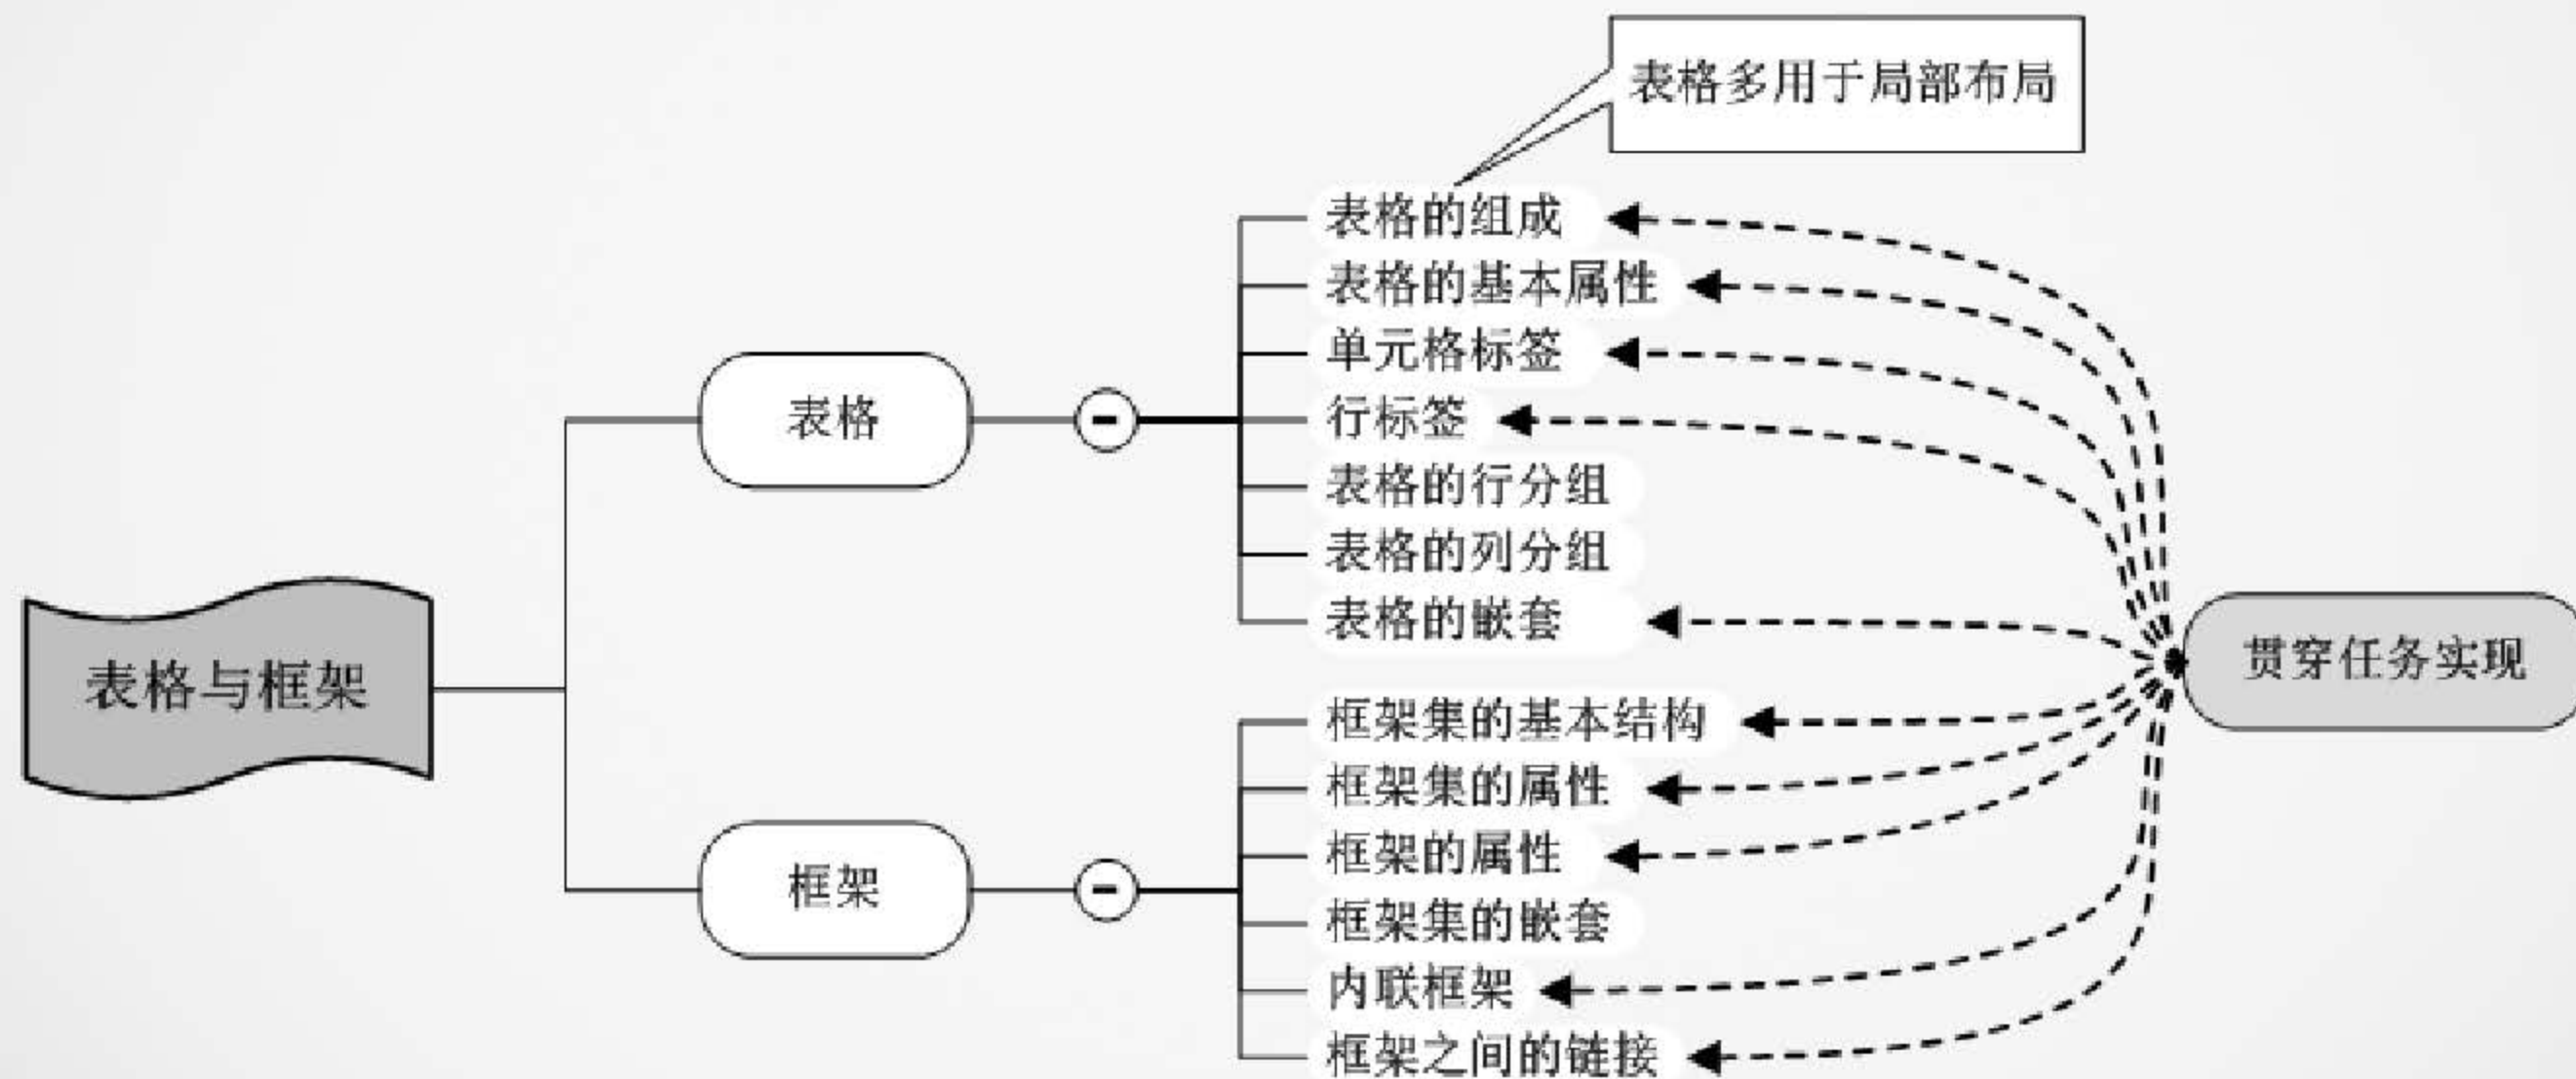 表格多用于局部布局
表格的组成
表格的基本属性
单元格标签
表格
行标签
表格的行分组
表格的列分组
表格的嵌套
表格与框架
贯穿任务实现
框架集的基本结构
框架集的属性
框架的属性
框架
框架集的嵌套
内联框架
框架之间的链接